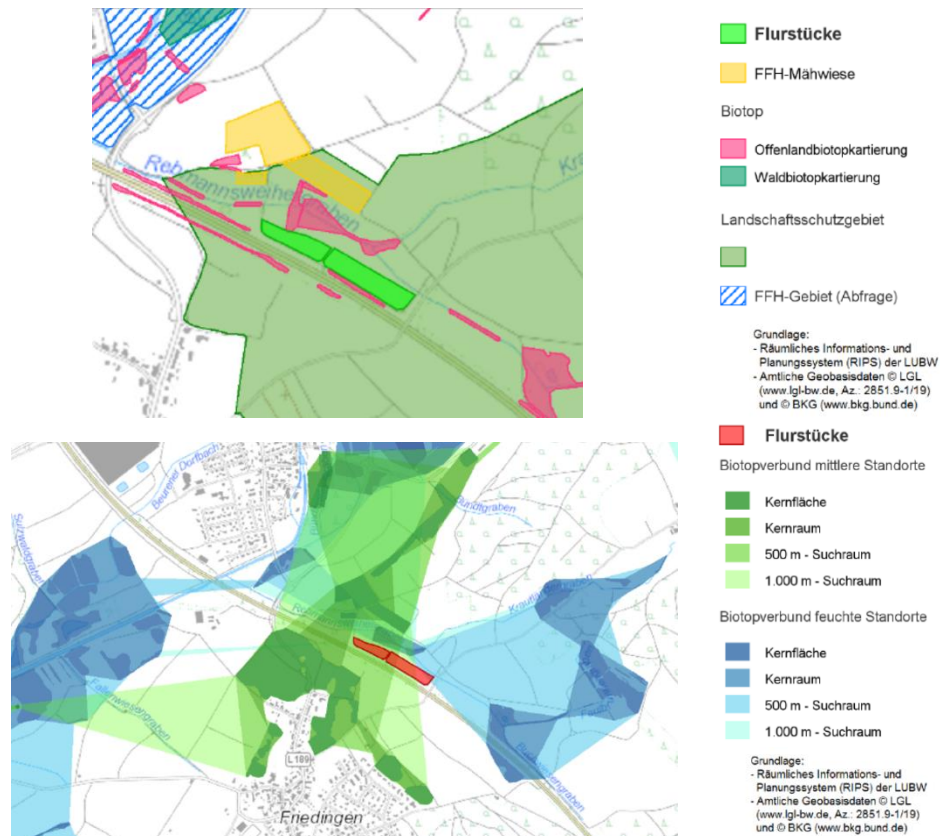 Flurstücke
FFH-Mähwiese
Biotop
Offenlandbiotopkartierung
Waldbiotopkartierung
Landschaftsschutzgebiet
FFH-Gebiet (Abfrage)
Grundlage:
- Räumliches Informations- und
Planungssystem (RIPS) der LUBW
- Amtliche Geobasisdaten © LGL
(www.lgl-bw.de, Az.: 2851.9-1/19)
und © BKG (www.bkg.bund.de)
Flurstücke
Biotopverbund mittlere Standorte
Kernfläche
Kernraum
500 m - Suchraum
1.000 m - Suchraum
Biotopverbund feuchte Standorte
Kernfläche
Kernraum
500 m - Suchraum
1.000 m - Suchraum
Grundlage:
- Räumliches Informations- und
Planungssystem (RIPS) der LUBW
- Amtliche Geobasisdaten © LGL
(www.lgl-bw.de, Az.: 2851.9-1/19)
und © BKG (www.bkg.bund.de)
Beurener Dorfbach
L 189
Friedingen